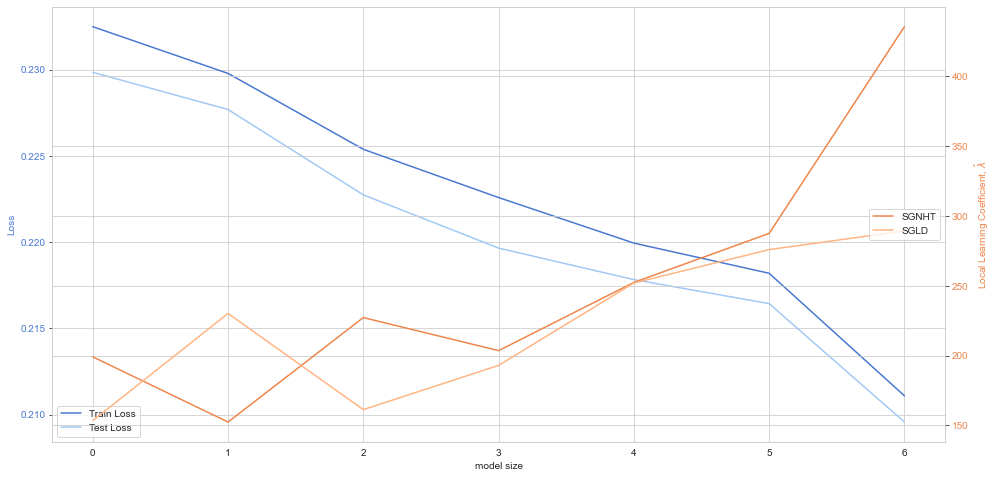 0.230
0.225
0.220
0.215
0.210
Loss
400
350
300
250
200
150
Local Learning Coefficient, λ̂
SGNHT
SGLD
Train Loss
Test Loss
0 1 2 3 4 5 6
model size